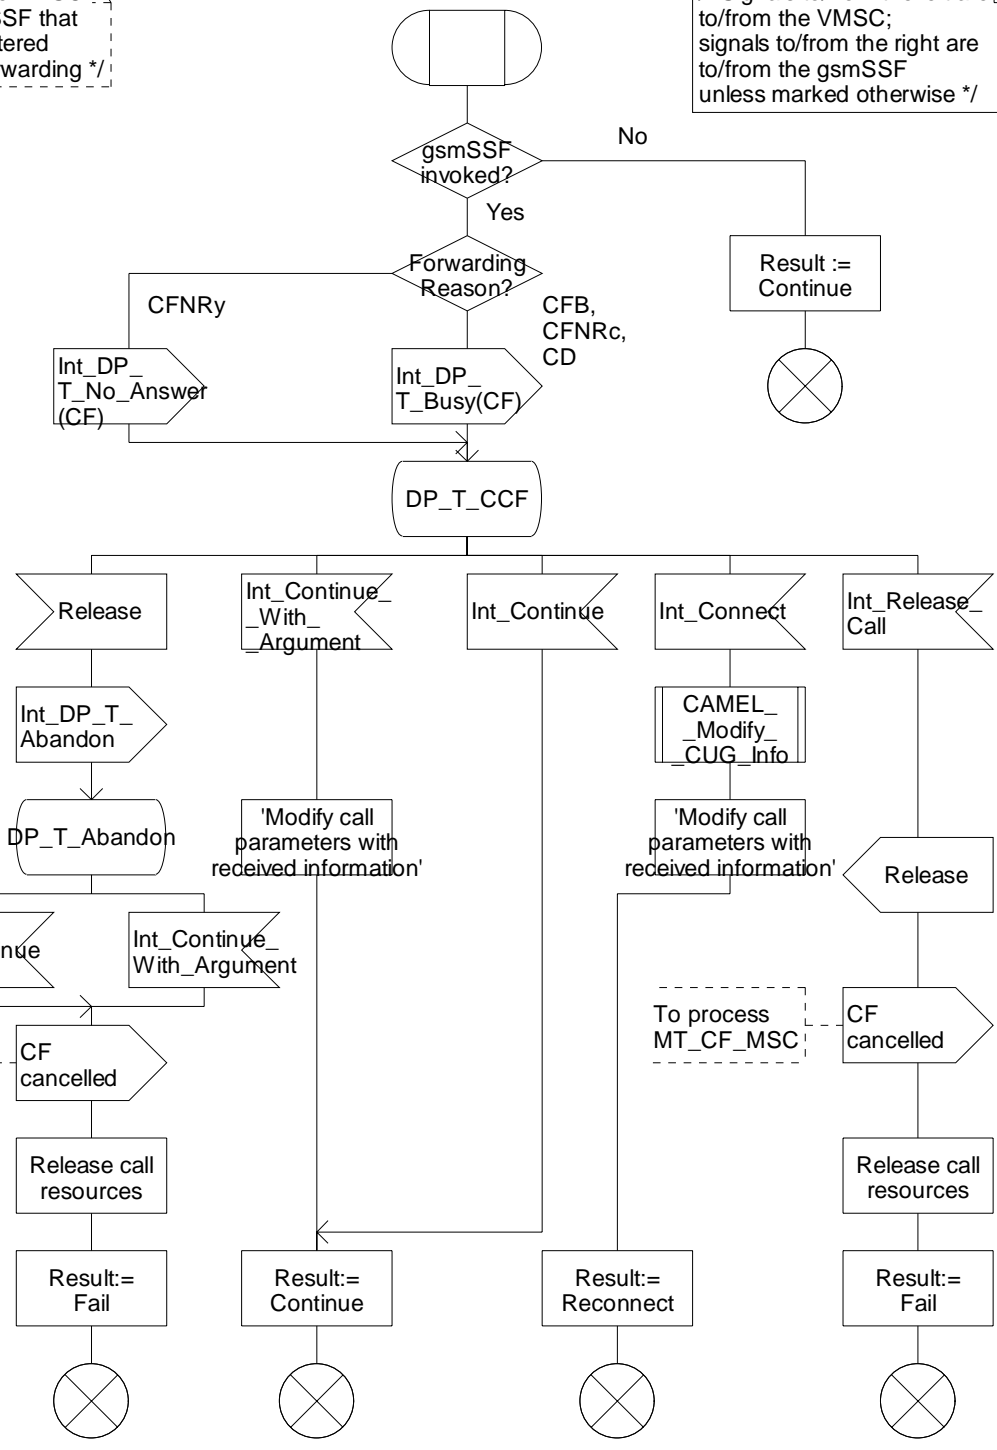 SSF that
warding */
to/from the VMSC;
signals to/from the right are
to/from the gsmSSF
unless marked otherwise */
gsmSSF
invoked?
No
Yes
Forwarding
Reason?
Result :=
Continue
CFNRy
CFB,
CFNRc,
CD
Int_DP_
T_No_Answer
(CF)
Int_DP_
T_Busy(CF)
DP_T_CCF
Release
Int_Continue_
_With_
_Argument
Int_Continue
Int_Connect
Int_Release_
Call
Int_DP_T_
Abandon
CAMEL_
_Modify_
_CUG_Info
DP_T_Abandon
'Modify call
parameters with
received information'
'Modify call
parameters with
received information'
Release
nue
Int_Continue_
With_Argument
To process
MT_CF_MSC
CF
cancelled
CF
cancelled
Release call
resources
Release call
resources
Result:=
Fail
Result:=
Continue
Result:=
Reconnect
Result:=
Fail